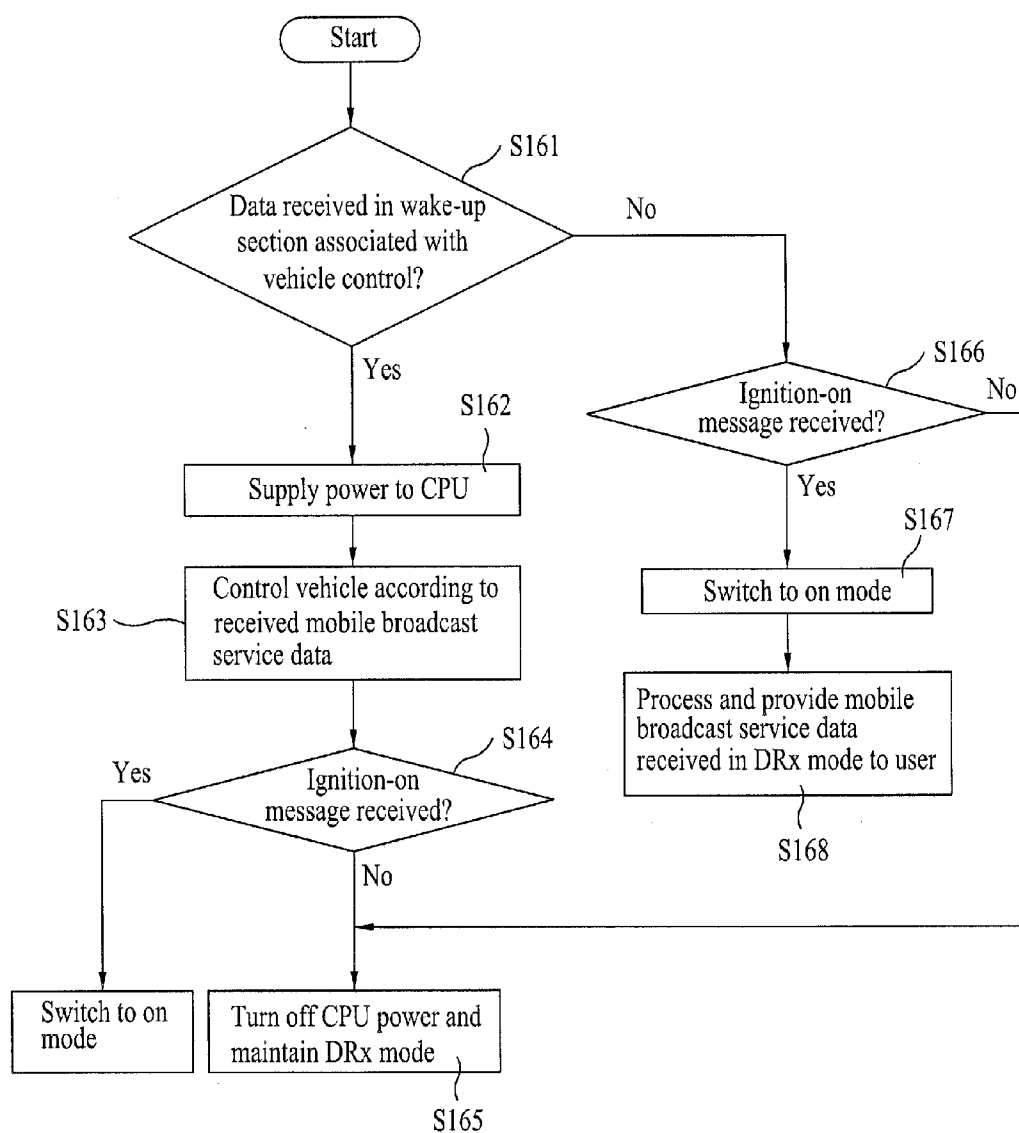 Start
S161
Data received in wake-up
section associated with
vehicle control?
No
Yes
S166
Ignition-on
message received?
No
S162
Supply power to CPU
Yes
S167
Switch to on mode
Control vehicle according to
received mobile broadcast
service data
S163
Process and provide mobile
broadcast service data
received in DRx mode to user
S168
S164
Yes
Ignition-on
message received?
No
Switch to on
mode
Turn off CPU power and
maintain DRx mode
S165